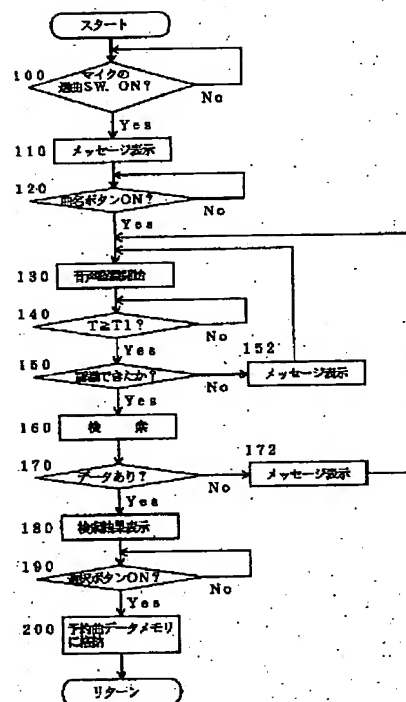 スタート
100
マイクの
選曲SW. ON?
No
Yes
110
メッセージ表示
120
曲名ボタンON?
No
Yes
130
音声認識開始
140
T≧T1?
No
Yes
150
認識できたか?
No
152
メッセージ表示
Yes
160
検 索
170
データあり?
No
172
メッセージ表示
Yes
180
検索結果表示
190
選択ボタンON?
No
Yes
200
予約曲データメモリ
に格納
リターン